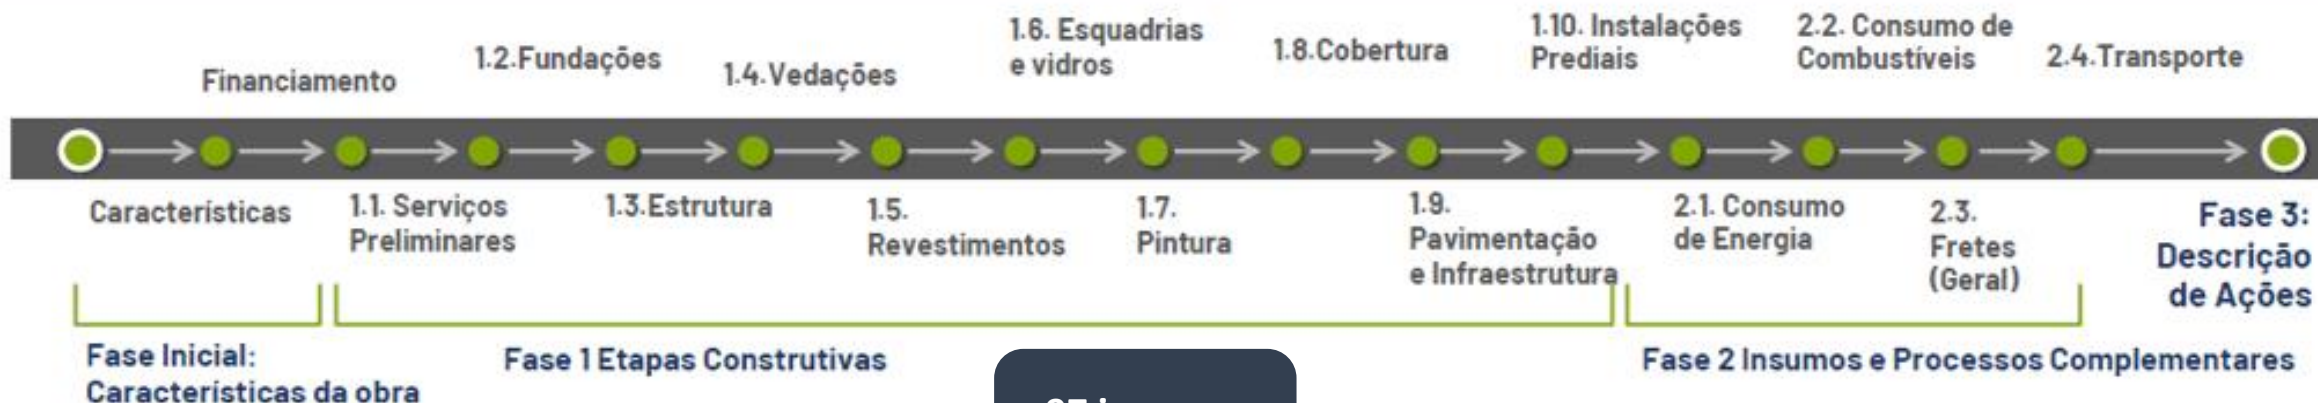 Financiamento
1.2.Fundações
1.4.Vedações
1.6. Esquadrias
e vidros
1.8.Cobertura
1.10. Instalações
Prediais
2.2. Consumo de
Combustíveis
2.4.Transporte
Características
1.1. Serviços
Preliminares
1.3.Estrutura
1.5.
Revestimentos
1.7.
Pintura
1.9.
Pavimentação
e Infraestrutura
2.1. Consumo
de Energia
2.3.
Fretes
(Geral)
Fase 3:
Descrição
de Ações
Fase Inicial:
Características da obra
Fase 1 Etapas Construtivas
Fase 2 Insumos e Processos Complementares